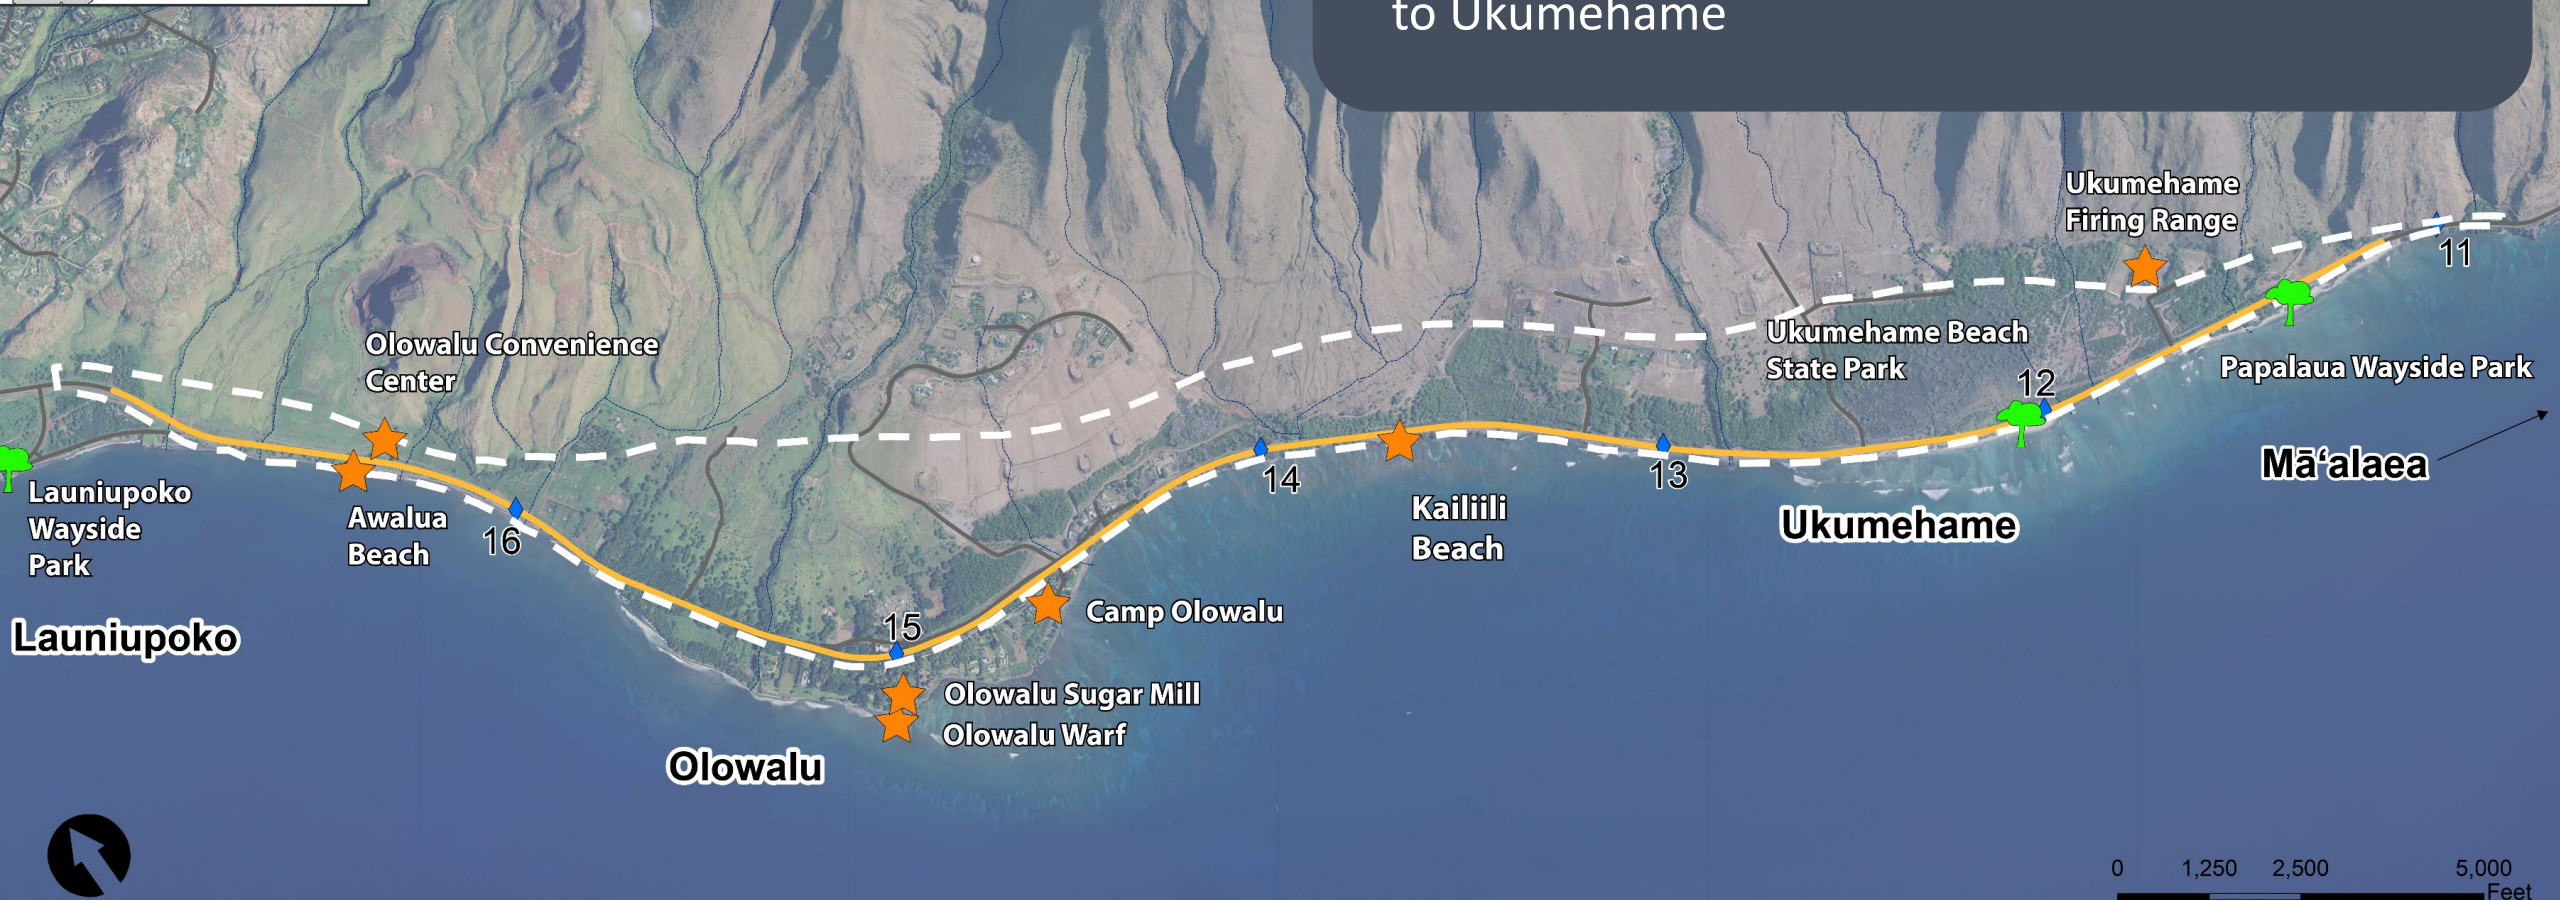 to Ukumehame
Ukumehame
Firing Range
11
Olowalu Convenience
Center
Ukumehame Beach
State Park
12
Papalaua Wayside Park
Māʻalaea
Launiupoko
Wayside
Park
Awalua
Beach
16
14
Kailiili
Beach
13
Ukumehame
15
Camp Olowalu
Launiupoko
Olowalu Sugar Mill
Olowalu Warf
Olowalu
0 1,250 2,500 5,000
Feet